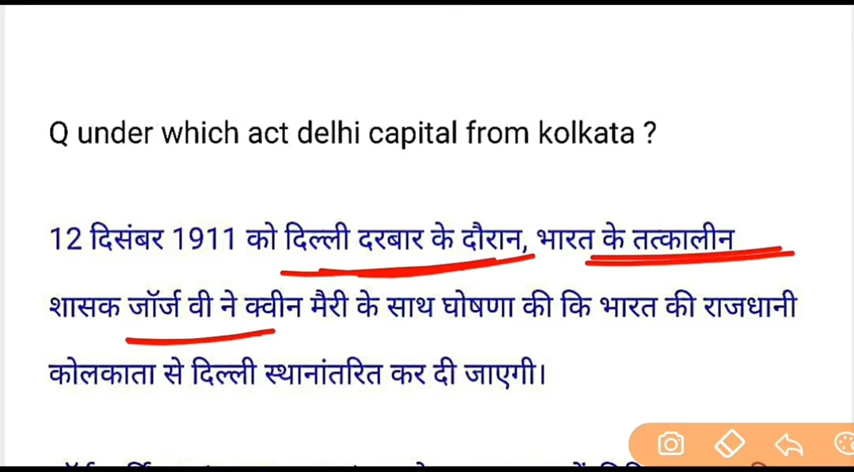 Q under which act delhi capital from kolkata ?
12 दिसंबर 1911 को दिल्ली दरबार के दौरान, भारत के तत्कालीन
शासक जॉर्ज वी ने क्वीन मैरी के साथ घोषणा की कि भारत की राजधानी
कोलकाता से दिल्ली स्थानांतरित कर दी जाएगी।